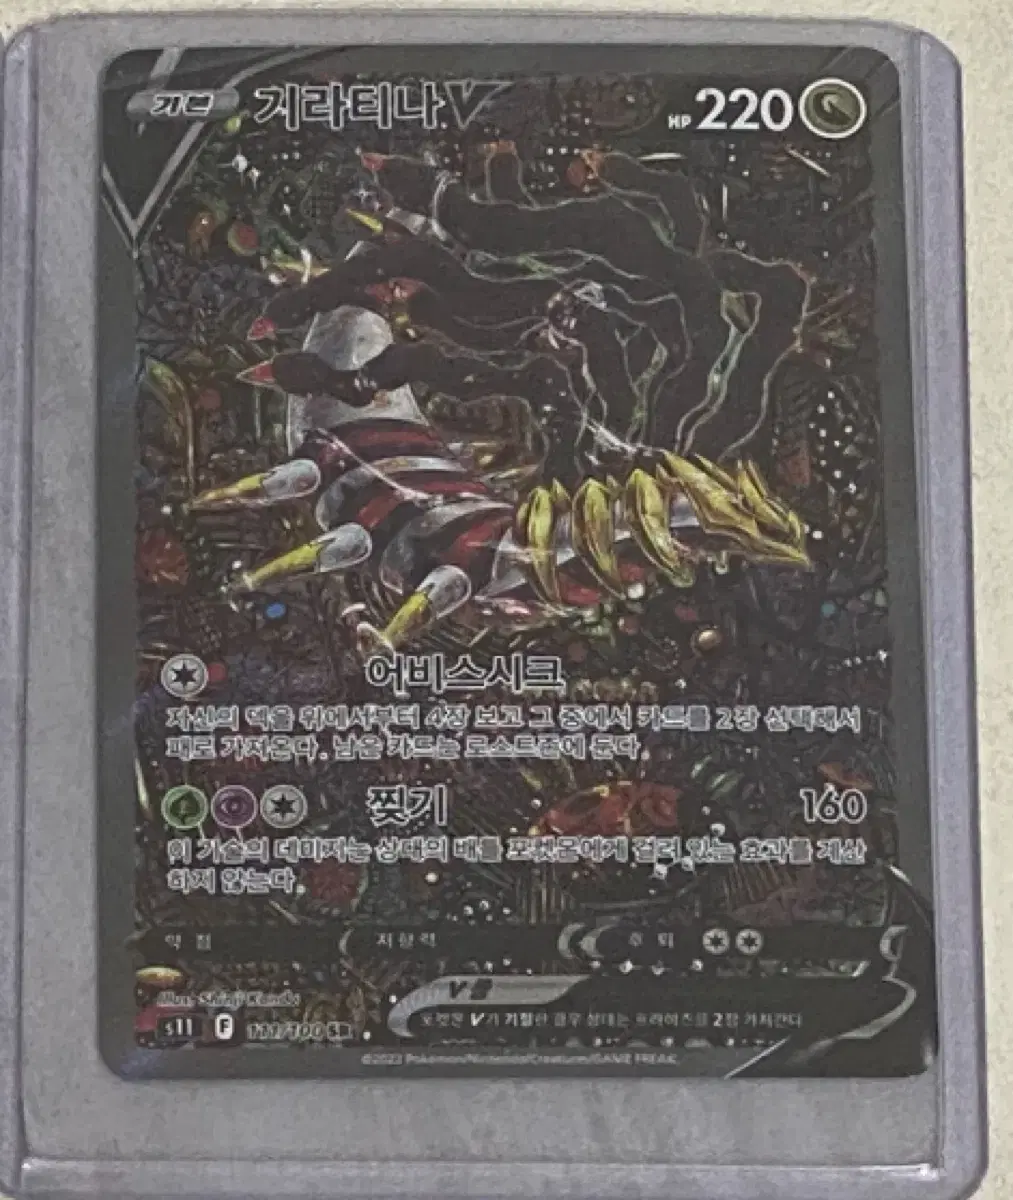 기본 지라티나V HP 220
어비스시크
자신의 덱을 위에서부터 4장 보고 그 중에서 카드를 2장 선택해서
패로 가져온다. 남은 카드는 로스트존에 둔다.
찢기 160
이 기술의 데미지는 상대의 배틀 포켓몬에게 걸려 있는 효과를 계산
하지 않는다.
약점 저항력 후퇴
V룰
illus. Shinji Kanda
포켓몬 V가 기절한 경우 상대는 프라이즈를 2장 가져간다
s11 F 111/100 SR
©2022 Pokémon/Nintendo/Creatures/GAME FREAK.